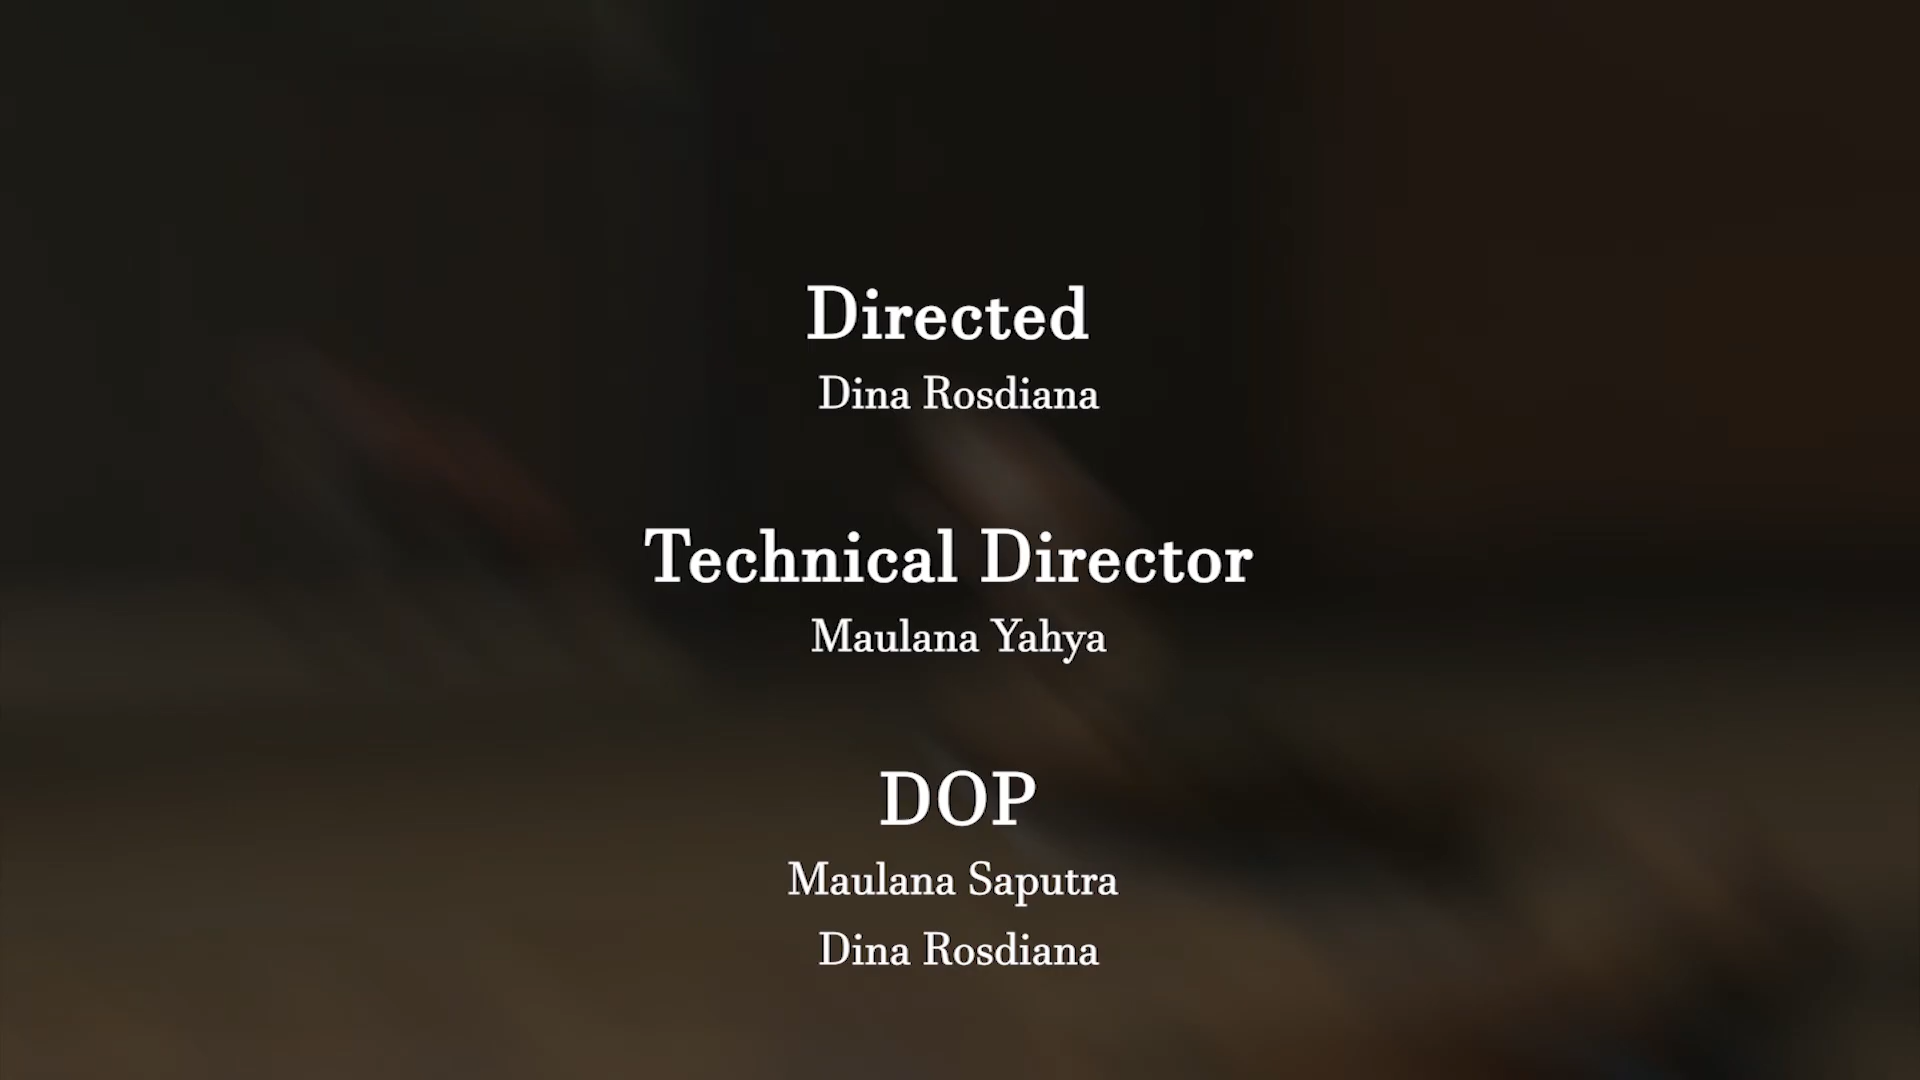 Directed
Dina Rosdiana
Technical Director
Maulana Yahya
DOP
Maulana Saputra
Dina Rosdiana